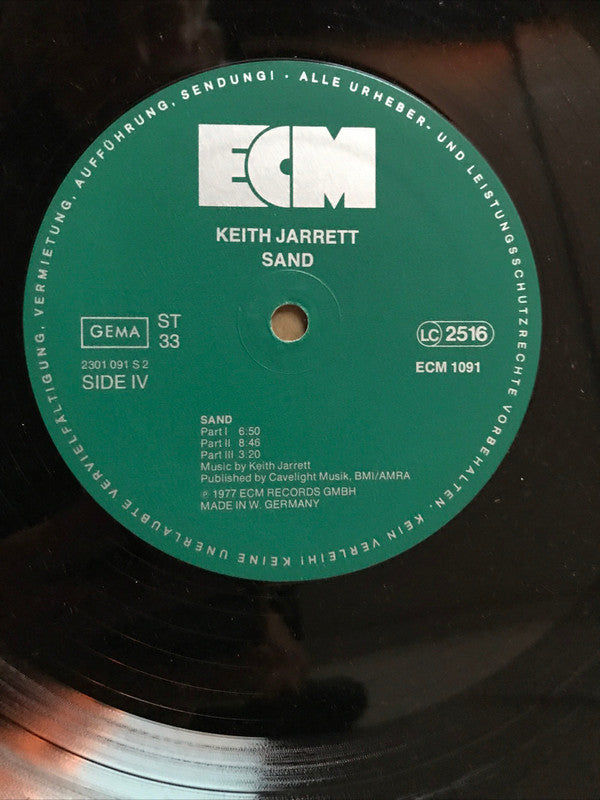 ALLE URHEBER- UND LEISTUNGSSCHUTZRECHTE VORBEHALTEN. KEIN VERLEIH! KEINE UNERLAUBTE VERVIELFÄLTIGUNG, VERMIETUNG, AUFFÜHRUNG, SENDUNG! ·
ECM
KEITH JARRETT
SAND
GEMA
ST
33
2301 091 S 2
SIDE IV
LC 2516
ECM 1091
SAND
Part I 6:50
Part II 8:46
Part III 3:20
Music by Keith Jarrett
Published by Cavelight Musik, BMI/AMRA
℗ 1977 ECM RECORDS GMBH
MADE IN W. GERMANY